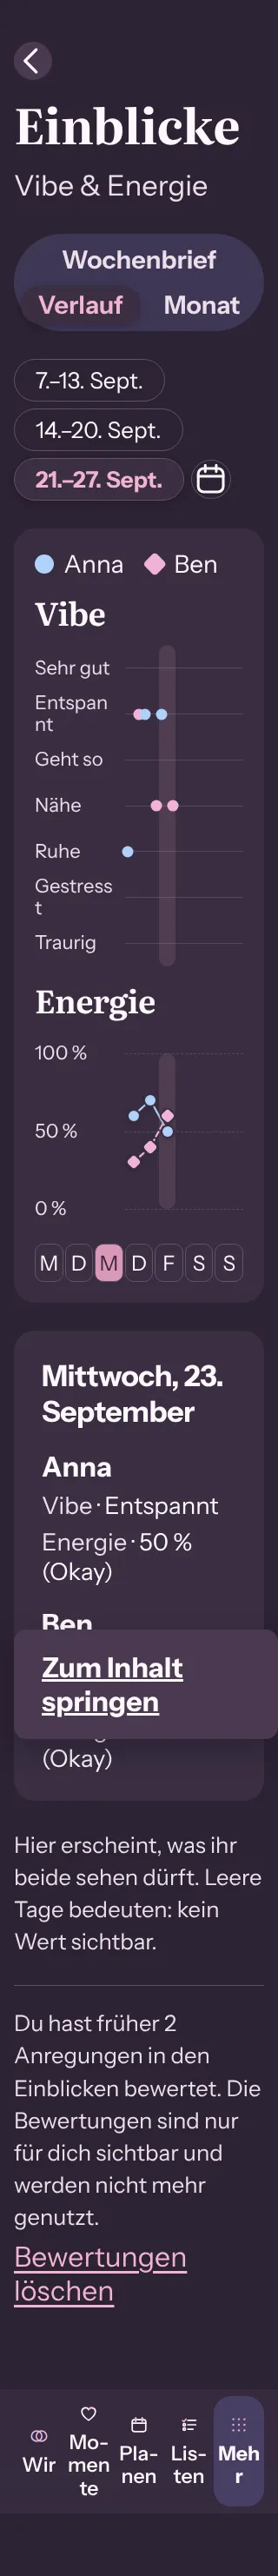 Einblicke
Vibe & Energie
Wochenbrief
Verlauf Monat
7.–13. Sept.
14.–20. Sept.
21.–27. Sept.
Anna Ben
Vibe
Sehr gut
Entspan
nt
Geht so
Nähe
Ruhe
Gestress
t
Traurig
Energie
100 %
50 %
0 %
M D M D F S S
Mittwoch, 23.
September
Anna
Vibe · Entspannt
Energie · 50 %
(Okay)
Ben
Zum Inhalt
springen
(Okay)
Hier erscheint, was ihr
beide sehen dürft. Leere
Tage bedeuten: kein
Wert sichtbar.
Du hast früher 2
Anregungen in den
Einblicken bewertet. Die
Bewertungen sind nur
für dich sichtbar und
werden nicht mehr
genutzt.
Bewertungen
löschen
Wir
Mo-
men
te
Pla-
nen
Lis-
ten
Meh
r